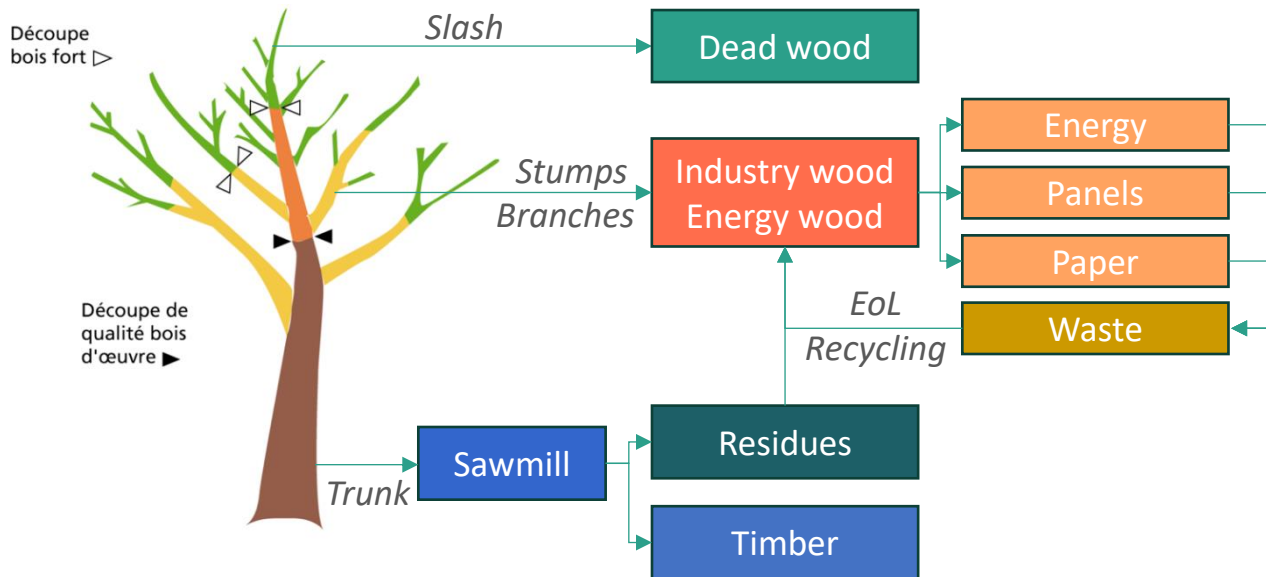 Découpe
bois fort ▷
Slash
Dead wood
Energy
Stumps
Branches
Industry wood
Energy wood
Panels
Paper
Découpe de
qualité bois
d'œuvre ►
EoL
Recycling
Waste
Trunk
Sawmill
Residues
Timber